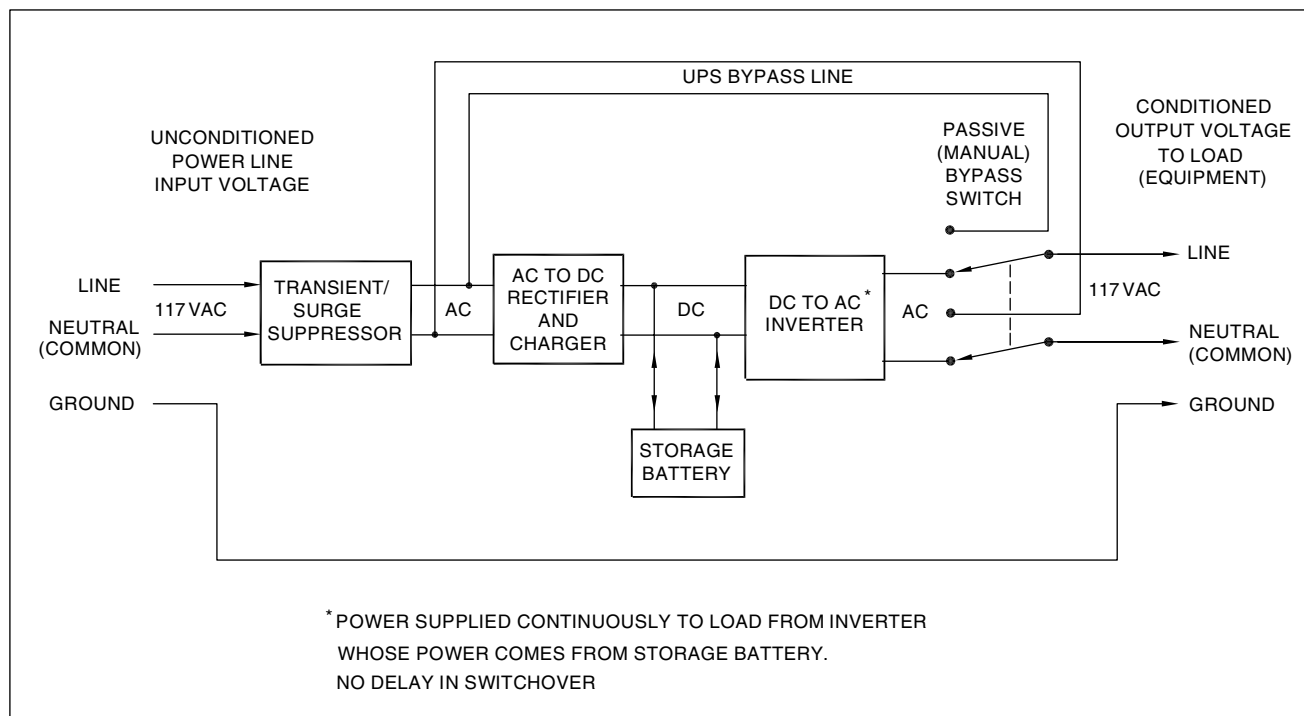 UPS BYPASS LINE
UNCONDITIONED
POWER LINE
INPUT VOLTAGE
PASSIVE
(MANUAL)
BYPASS
SWITCH
CONDITIONED
OUTPUT VOLTAGE
TO LOAD
(EQUIPMENT)
LINE
117 VAC
NEUTRAL
(COMMON)
GROUND
TRANSIENT/
SURGE
SUPPRESSOR
AC
AC TO DC
RECTIFIER
AND
CHARGER
DC
STORAGE
BATTERY
DC TO AC*
INVERTER
AC
LINE
117 VAC
NEUTRAL
(COMMON)
GROUND
* POWER SUPPLIED CONTINUOUSLY TO LOAD FROM INVERTER
WHOSE POWER COMES FROM STORAGE BATTERY.
NO DELAY IN SWITCHOVER